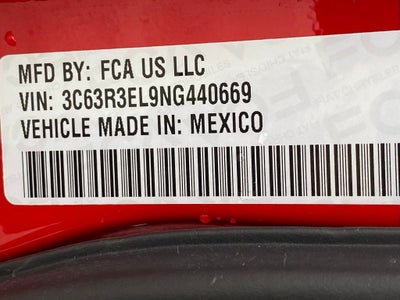 MFD BY: FCA US LLC
VIN: 3C63R3EL9NG440669
VEHICLE MADE IN: MEXICO